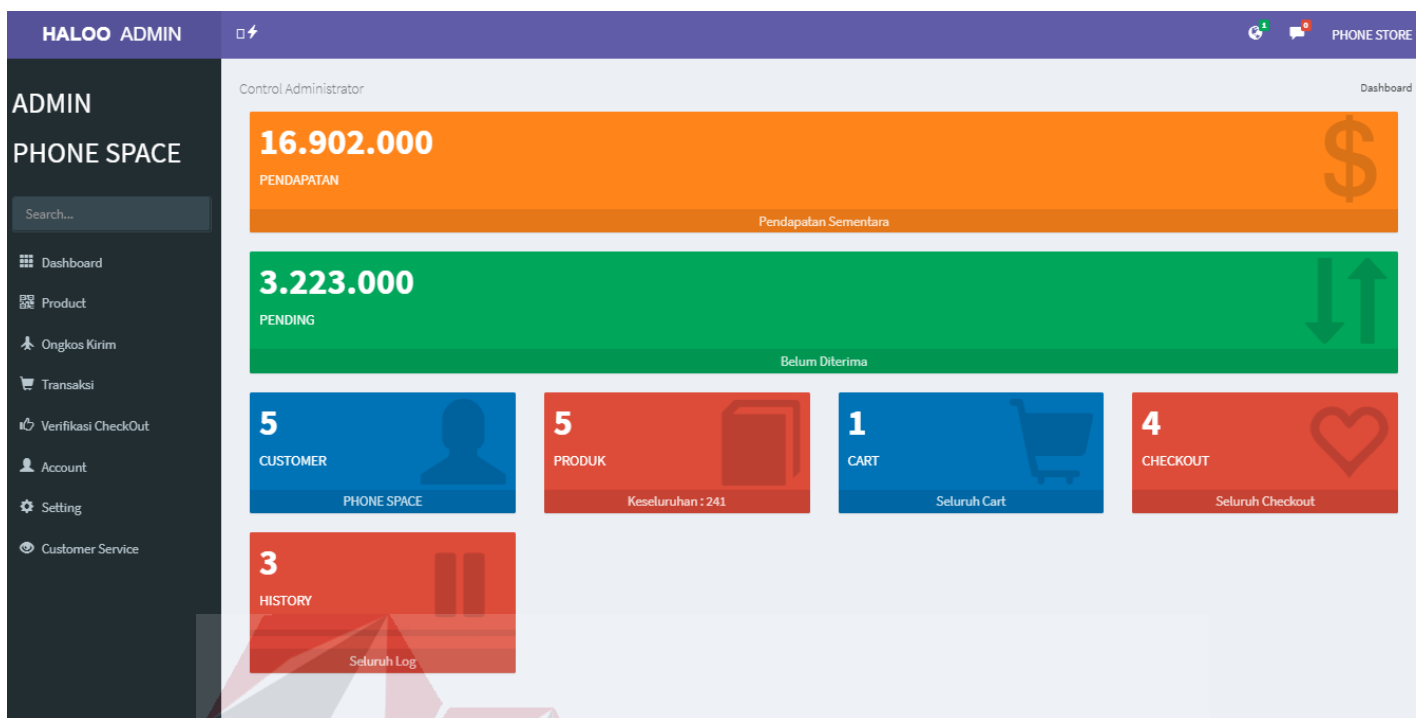 HALOO ADMIN
1
0
PHONE STORE
ADMIN
PHONE SPACE
Search...
Dashboard
Product
Ongkos Kirim
Transaksi
Verifikasi CheckOut
Account
Setting
Customer Service
Control Administrator
Dashboard
16.902.000
PENDAPATAN
$
Pendapatan Sementara
3.223.000
PENDING
Belum Diterima
5
CUSTOMER
PHONE SPACE
5
PRODUK
Keseluruhan : 241
1
CART
Seluruh Cart
4
CHECKOUT
Seluruh Checkout
3
HISTORY
Seluruh Log